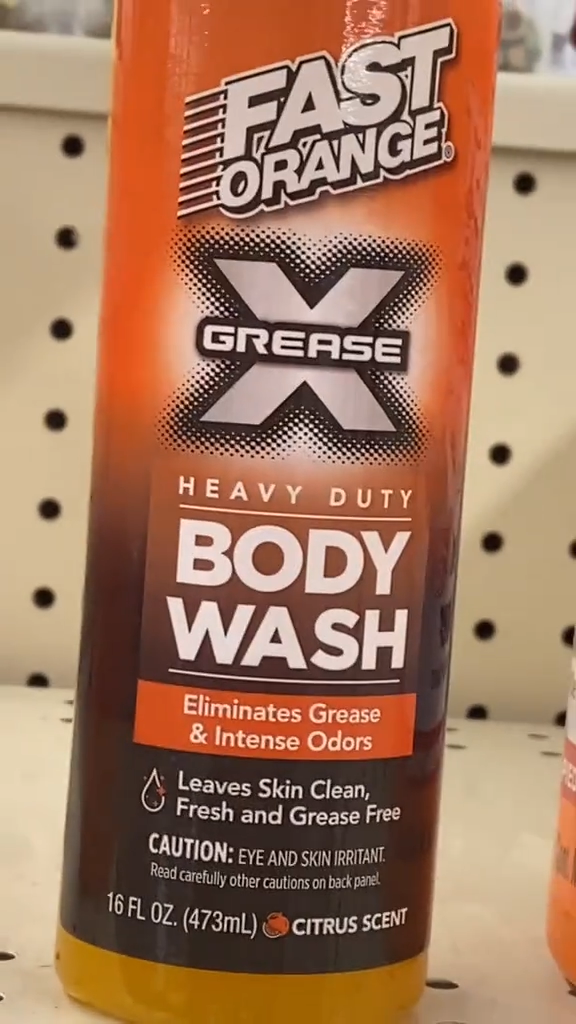 FAST
ORANGE®
X
GREASE
HEAVY DUTY
BODY
WASH
Eliminates Grease
& Intense Odors
Leaves Skin Clean,
Fresh and Grease Free
CAUTION: EYE AND SKIN IRRITANT.
Read carefully other cautions on back panel.
16 FL OZ. (473mL) CITRUS SCENT